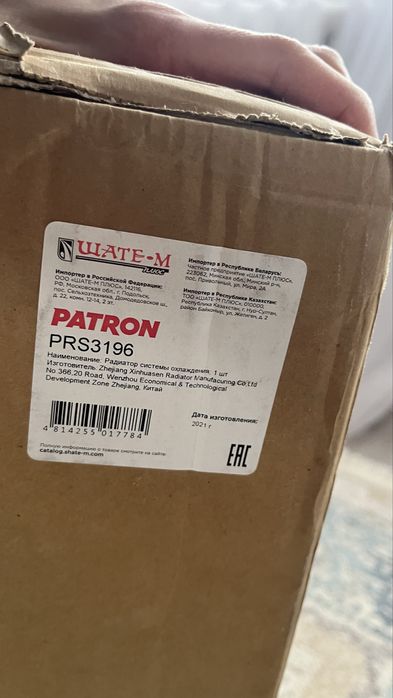 ШАТЕ-М
ПЛЮС
Импортер в Российской Федерации:
ООО «ШАТЕ-М ПЛЮС», 142116,
РФ, Московская обл., г. Подольск,
пос. Сельхозтехника, Домодедовское ш.,
д. 22, комн. 12-14, 2 эт.
Импортер в Республике Беларусь:
Частное предприятие «ШАТЕ-М ПЛЮС»,
223062, Минская обл., Минский р-н,
пос. Привольный, ул. Мира, 2А
Импортер в Республике Казахстан:
ТОО «ШАТЕ-М ПЛЮС», 010000,
Республика Казахстан, г. Нур-Султан,
район Байконыр, ул. Жалигин, д. 2
PATRON
PRS3196
Наименование: Радиатор системы охлаждения. 1 шт
Изготовитель: Zhejiang Xinhuasen Radiator Manufacuring Co;Ltd
No 366,20 Road, Wenzhou Economical & Technological
Development Zone Zhejiang, Китай
4 814255 017784
Дата изготовления:
2021 г
EAC
Полную информацию о товаре смотрите на сайте:
catalog.shate-m.com